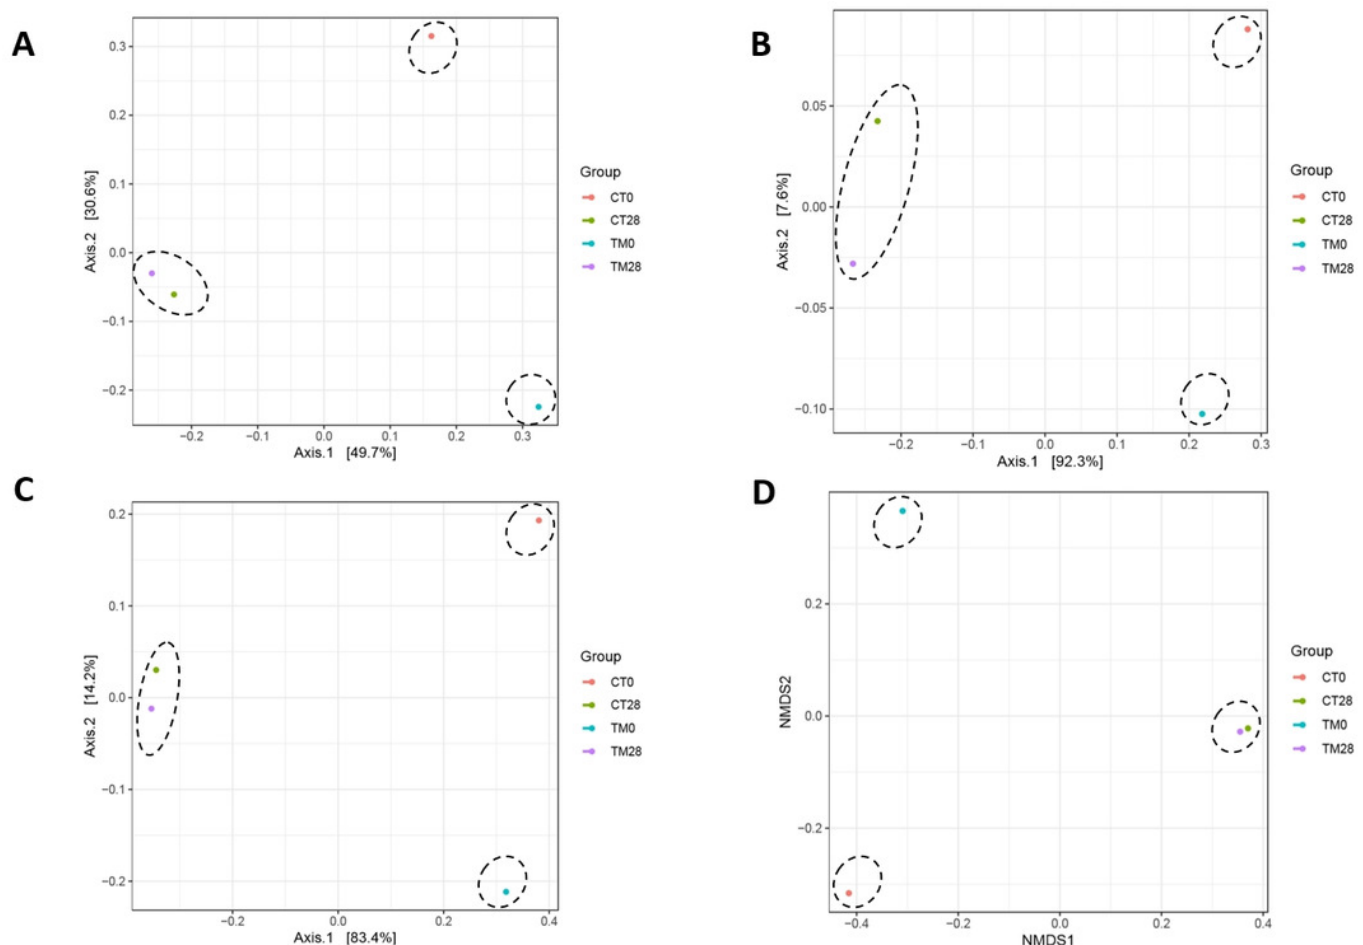 A
0.3
0.2
0.1
0.0
−0.1
−0.2
Axis.2 [30.6%]
−0.2 −0.1 0.0 0.1 0.2 0.3
Axis.1 [49.7%]
Group
CT0
CT28
TM0
TM28
B
0.05
0.00
−0.05
−0.10
Axis.2 [7.6%]
−0.2 −0.1 0.0 0.1 0.2 0.3
Axis.1 [92.3%]
Group
CT0
CT28
TM0
TM28
C
0.2
0.1
0.0
−0.1
−0.2
Axis.2 [14.2%]
−0.2 0.0 0.2 0.4
Axis.1 [83.4%]
Group
CT0
CT28
TM0
TM28
D
0.2
0.0
−0.2
NMDS2
−0.4 −0.2 0.0 0.2 0.4
NMDS1
Group
CT0
CT28
TM0
TM28